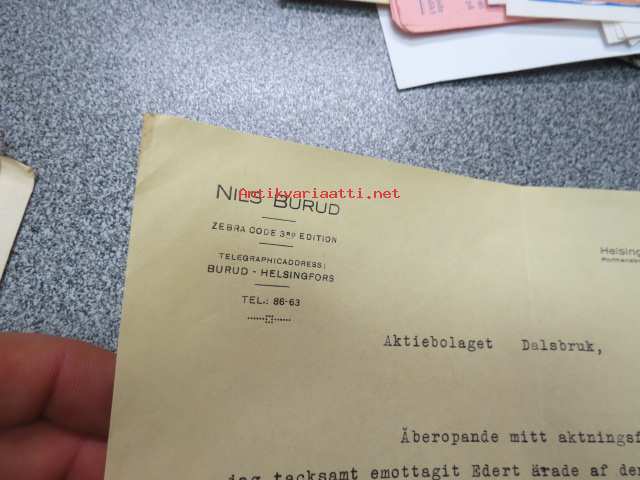 Antikvariaatti.net
NILS BURUD
ZEBRA CODE 3RD EDITION
TELEGRAPHICADDRESS:
BURUD - HELSINGFORS
TEL.: 86-63
Helsing
Aktiebolaget Dalsbruk,
Åberopande mitt aktningsf
jag tacksamt emottagit Edert ärade af den